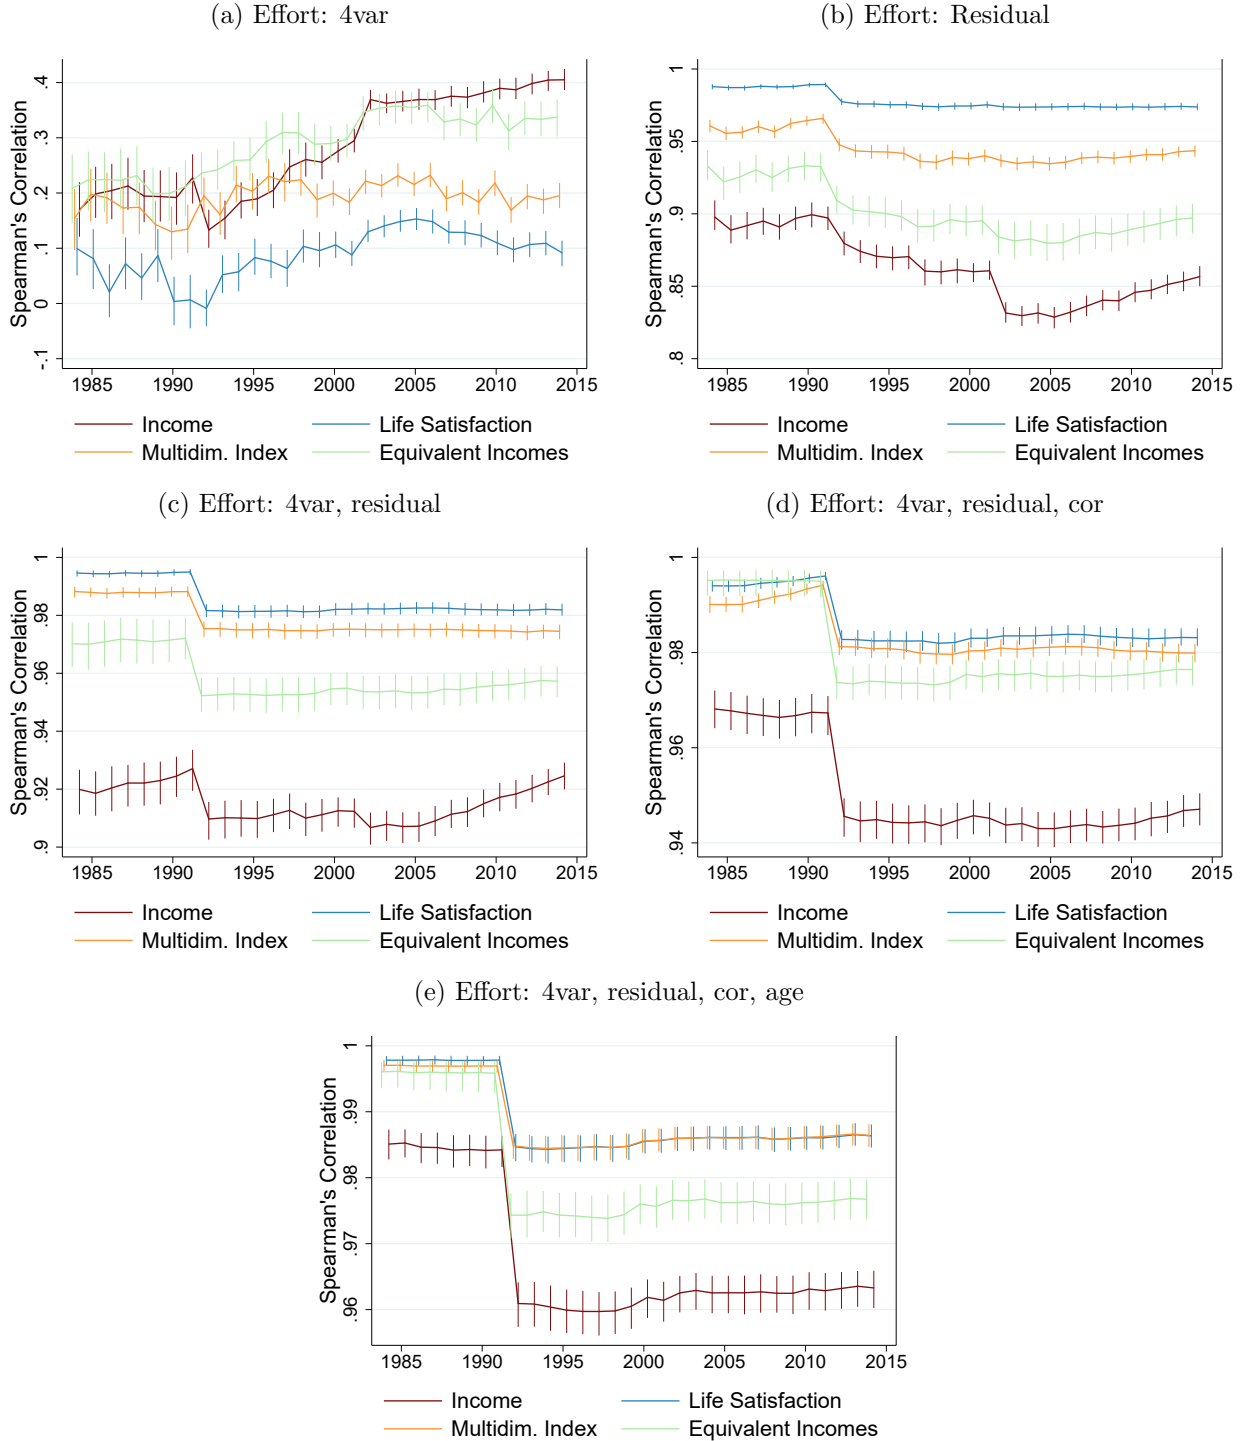 (a) Effort: 4var
Spearman's Correlation
.4
.3
.2
.1
0
-.1
1985 1990 1995 2000 2005 2010 2015
Income Life Satisfaction
Multidim. Index Equivalent Incomes
(b) Effort: Residual
Spearman's Correlation
1
.95
.9
.85
.8
1985 1990 1995 2000 2005 2010 2015
Income Life Satisfaction
Multidim. Index Equivalent Incomes
(c) Effort: 4var, residual
Spearman's Correlation
1
.98
.96
.94
.92
.9
1985 1990 1995 2000 2005 2010 2015
Income Life Satisfaction
Multidim. Index Equivalent Incomes
(d) Effort: 4var, residual, cor
Spearman's Correlation
1
.98
.96
.94
1985 1990 1995 2000 2005 2010 2015
Income Life Satisfaction
Multidim. Index Equivalent Incomes
(e) Effort: 4var, residual, cor, age
Spearman's Correlation
1
.99
.98
.97
.96
1985 1990 1995 2000 2005 2010 2015
Income Life Satisfaction
Multidim. Index Equivalent Incomes